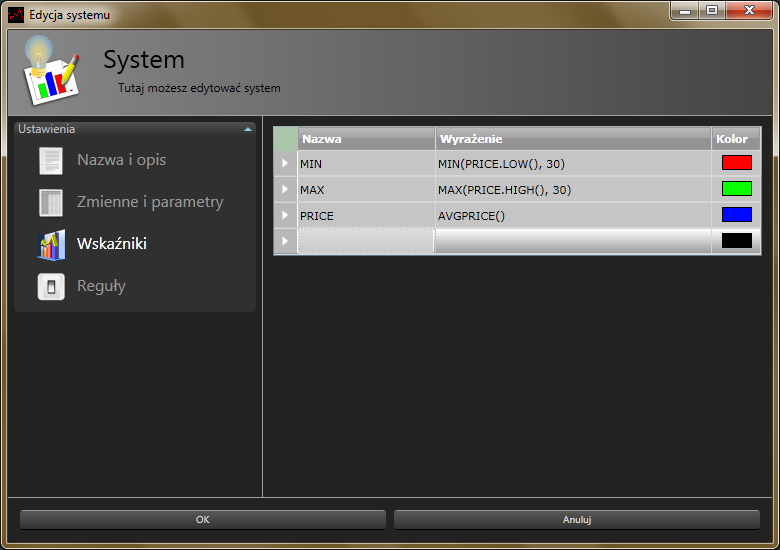 Edycja systemu
System
Tutaj możesz edytować system
Ustawienia
Nazwa i opis
Zmienne i parametry
Wskaźniki
Reguły
Nazwa Wyrażenie Kolor
MIN MIN(PRICE.LOW(), 30)
MAX MAX(PRICE.HIGH(), 30)
PRICE AVGPRICE()
OK Anuluj